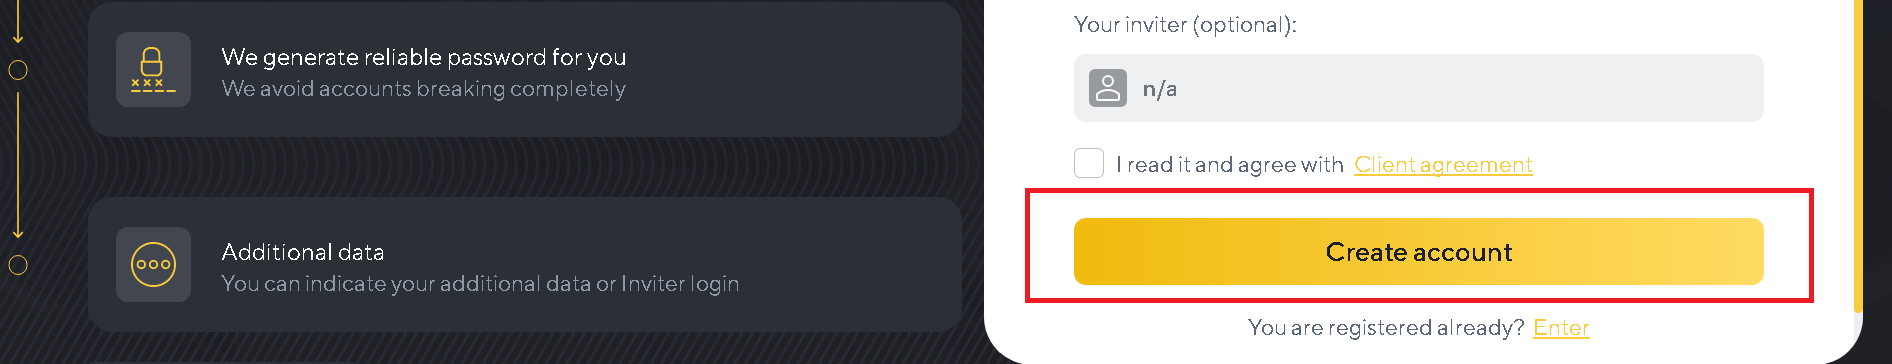 We generate reliable password for you
We avoid accounts breaking completely
Additional data
You can indicate your additional data or Inviter login
Your inviter (optional):
n/a
I read it and agree with Client agreement
Create account
You are registered already? Enter